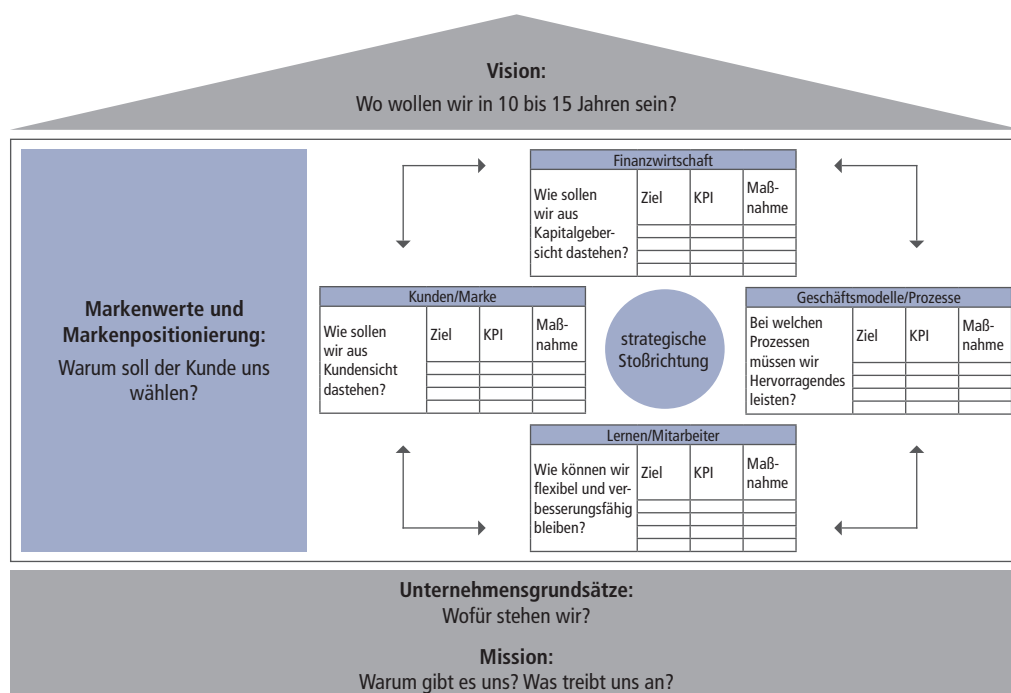 Vision:
Wo wollen wir in 10 bis 15 Jahren sein?
Markenwerte und
Markenpositionierung:
Warum soll der Kunde uns
wählen?
Finanzwirtschaft
Wie sollen
wir aus
Kapitalgeber-
sicht dastehen?
Ziel
KPI
Maß-
nahme
Kunden/Marke
Wie sollen
wir aus
Kundensicht
dastehen?
Ziel
KPI
Maß-
nahme
strategische
Stoßrichtung
Geschäftsmodelle/Prozesse
Bei welchen
Prozessen
müssen wir
Hervorragendes
leisten?
Ziel
KPI
Maß-
nahme
Lernen/Mitarbeiter
Wie können wir
flexibel und ver-
besserungsfähig
bleiben?
Ziel
KPI
Maß-
nahme
Unternehmensgrundsätze:
Wofür stehen wir?
Mission:
Warum gibt es uns? Was treibt uns an?